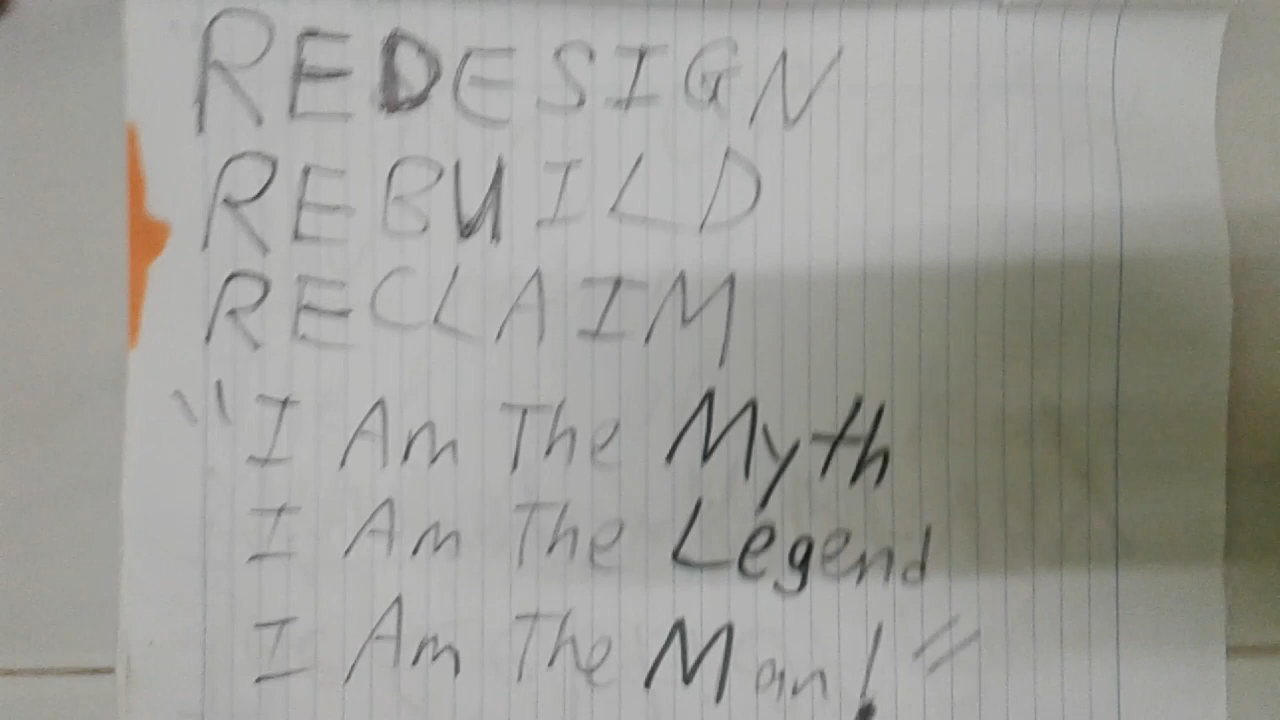 REDESIGN
REBUILD
RECLAIM
"I Am The Myth
I Am The Legend
I Am The Man!"